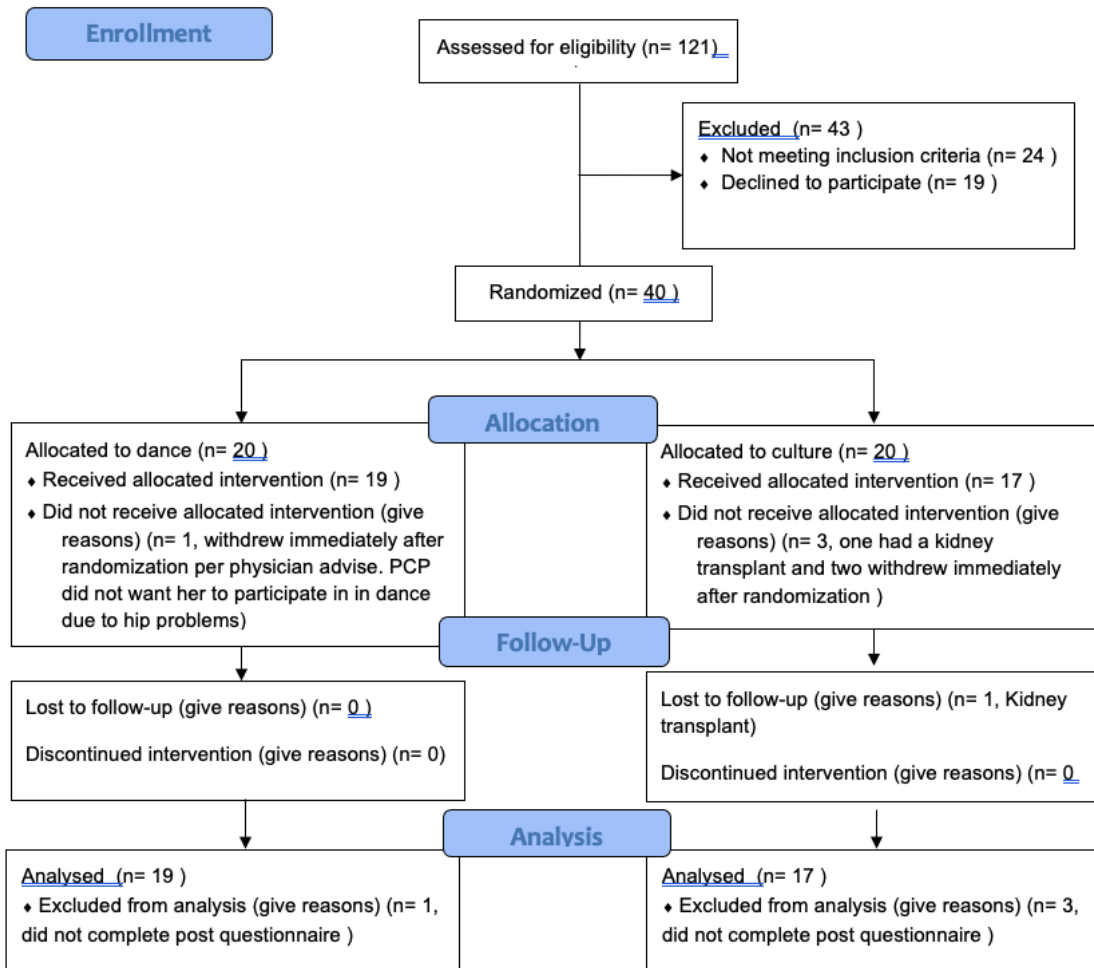 Enrollment
Assessed for eligibility (n= 121)
Excluded (n= 43 )
♦ Not meeting inclusion criteria (n= 24 )
♦ Declined to participate (n= 19 )
Randomized (n= 40 )
Allocation
Allocated to dance (n= 20 )
♦ Received allocated intervention (n= 19 )
♦ Did not receive allocated intervention (give
reasons) (n= 1, withdrew immediately after
randomization per physician advise. PCP
did not want her to participate in in dance
due to hip problems)
Allocated to culture (n= 20 )
♦ Received allocated intervention (n= 17 )
♦ Did not receive allocated intervention (give
reasons) (n= 3, one had a kidney
transplant and two withdrew immediately
after randomization )
Follow-Up
Lost to follow-up (give reasons) (n= 0 )
Discontinued intervention (give reasons) (n= 0)
Lost to follow-up (give reasons) (n= 1, Kidney
transplant)
Discontinued intervention (give reasons) (n= 0
Analysis
Analysed (n= 19 )
♦ Excluded from analysis (give reasons) (n= 1,
did not complete post questionnaire )
Analysed (n= 17 )
♦ Excluded from analysis (give reasons) (n= 3,
did not complete post questionnaire )